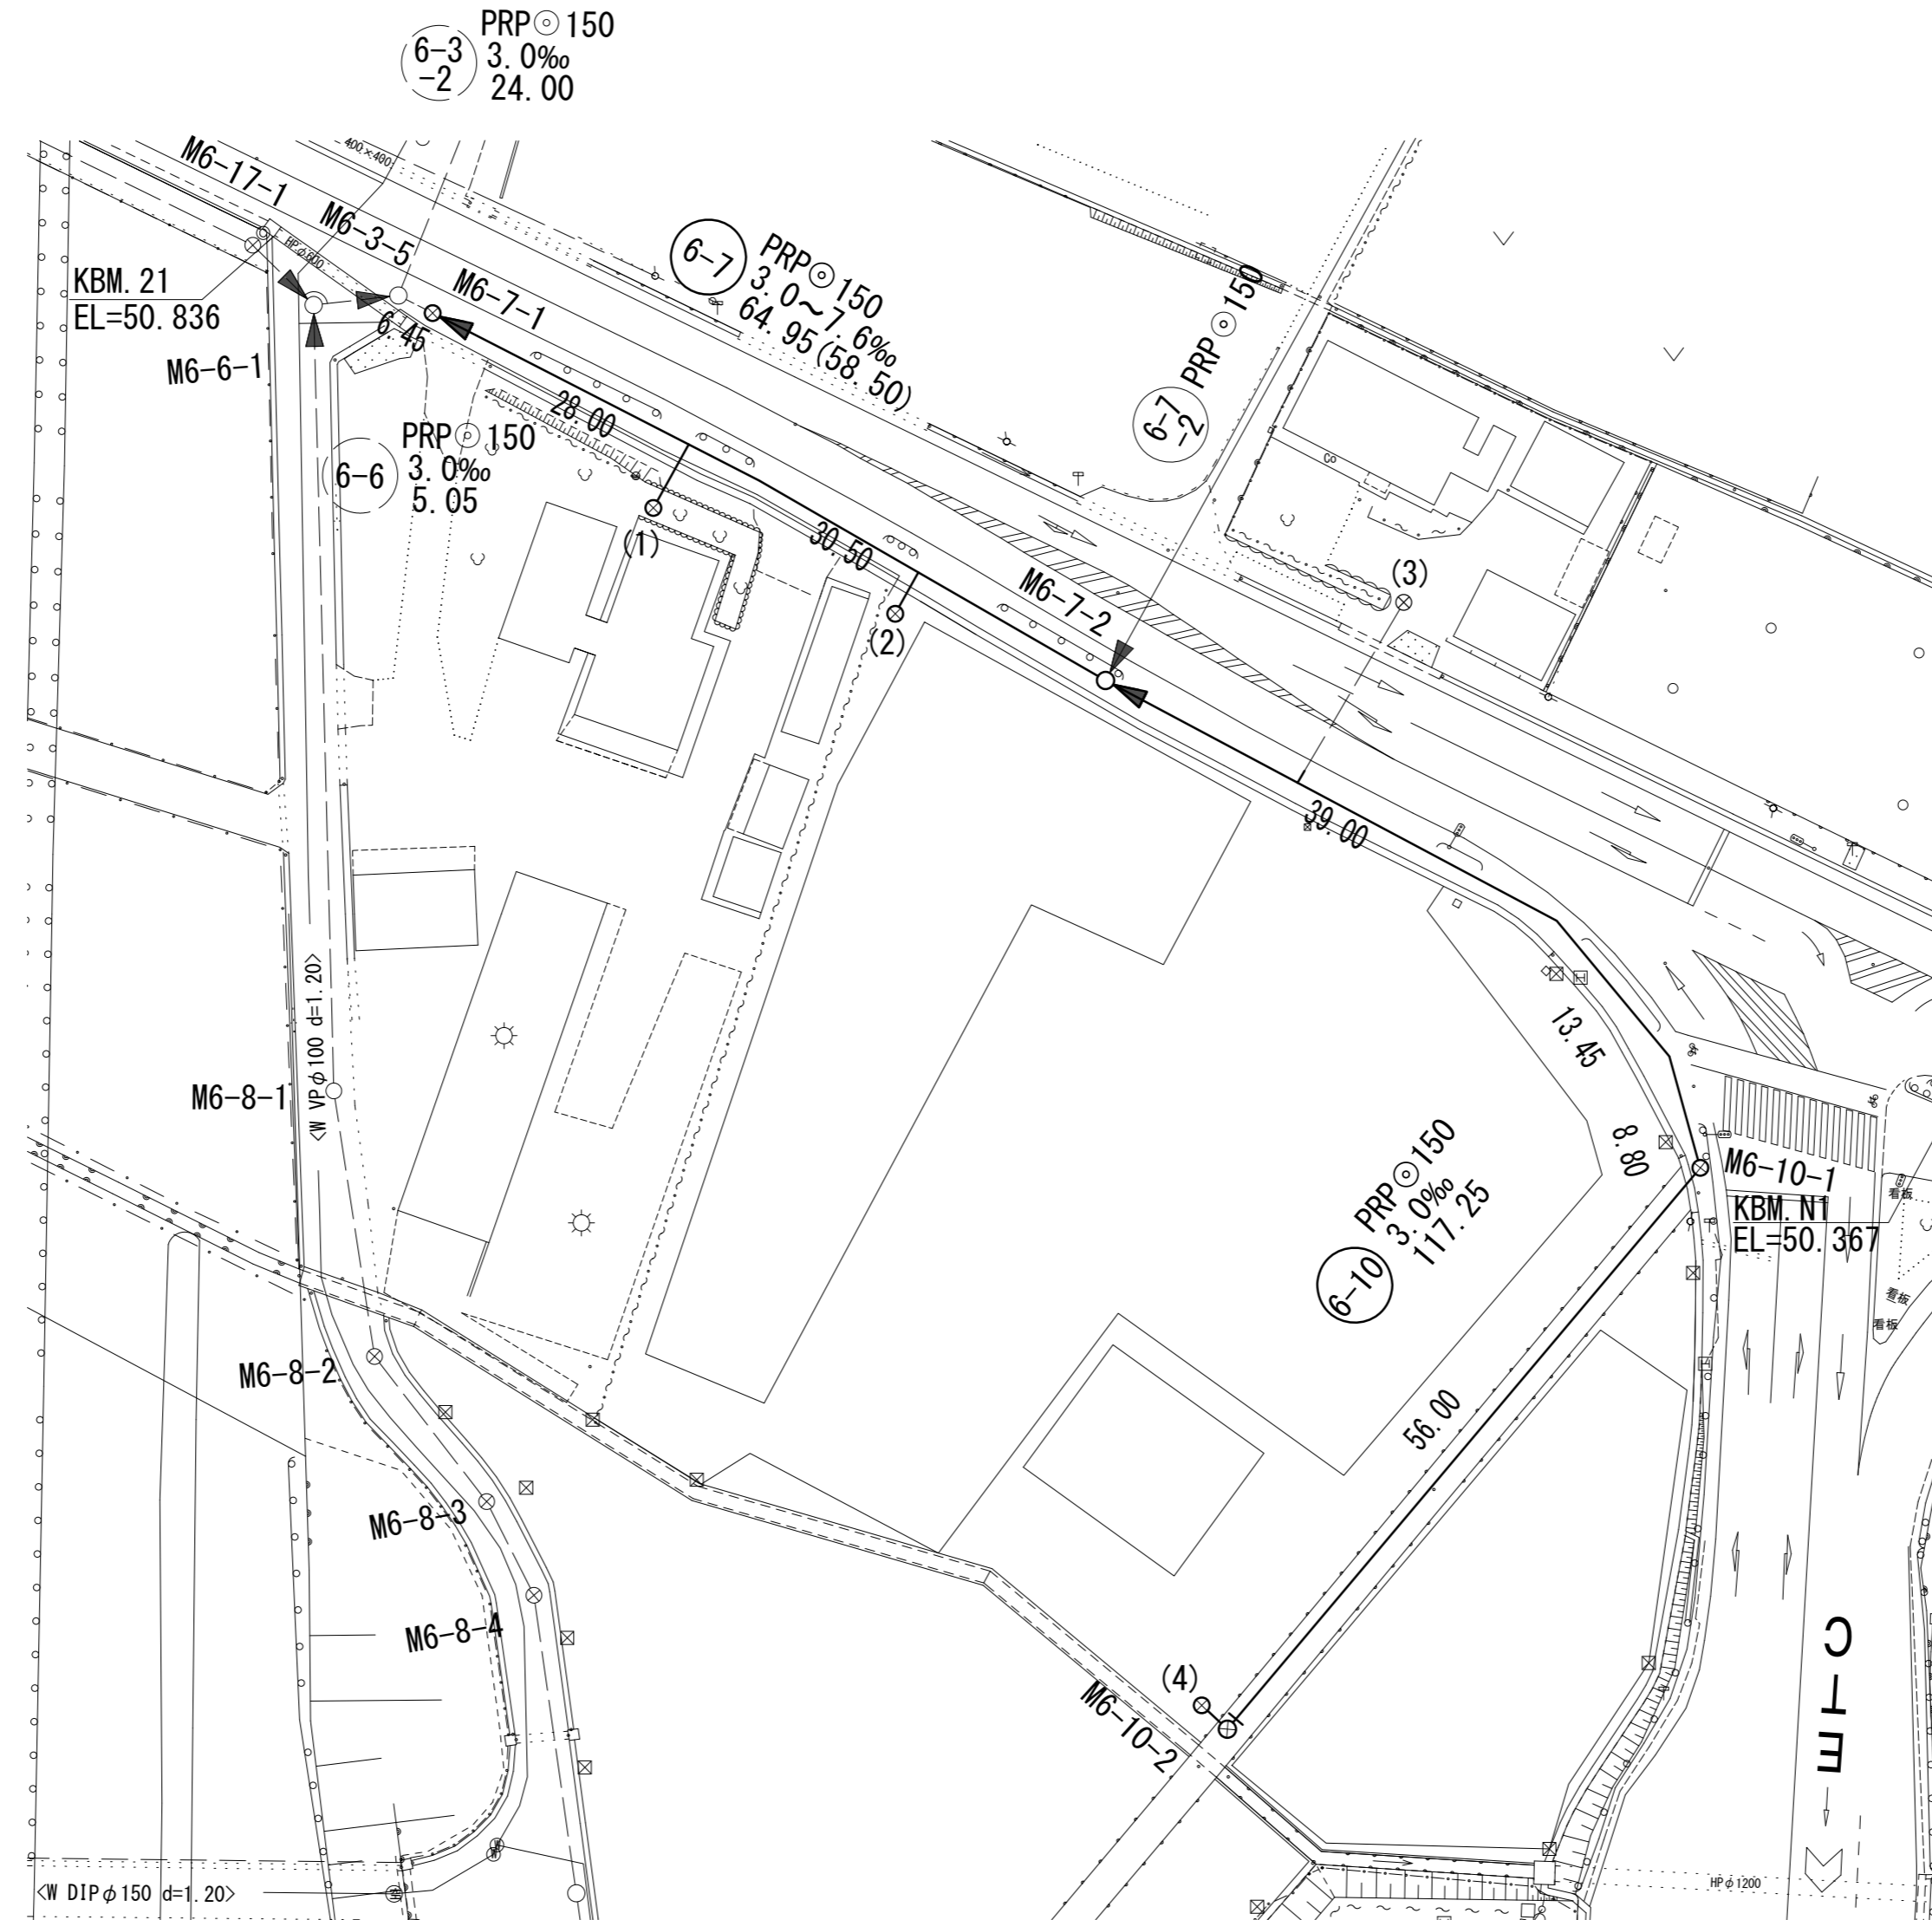 6-3
-2
PRP◎150
3.0‰
24.00
400×400
M6-17-1
M6-3-5
HPφ600
KBM.21
EL=50.836
6.45
M6-7-1
M6-6-1
6-7
PRP◎150
3.0～7.6‰
64.95(58.50)
6-7
-2
PRP◎150
28.00
6-6
PRP◎150
3.0‰
5.05
(1)
30.50
(2)
M6-7-2
(3)
Co
39.00
13.45
8.80
<W VPφ100 d=1.20>
M6-8-1
M6-10-1
KBM.N1
EL=50.367
看板
看板
看板
6-10
PRP◎150
3.0‰
117.25
56.00
M6-8-2
M6-8-3
M6-8-4
(4)
M6-10-2
<W DIPφ150 d=1.20>
HPφ1200